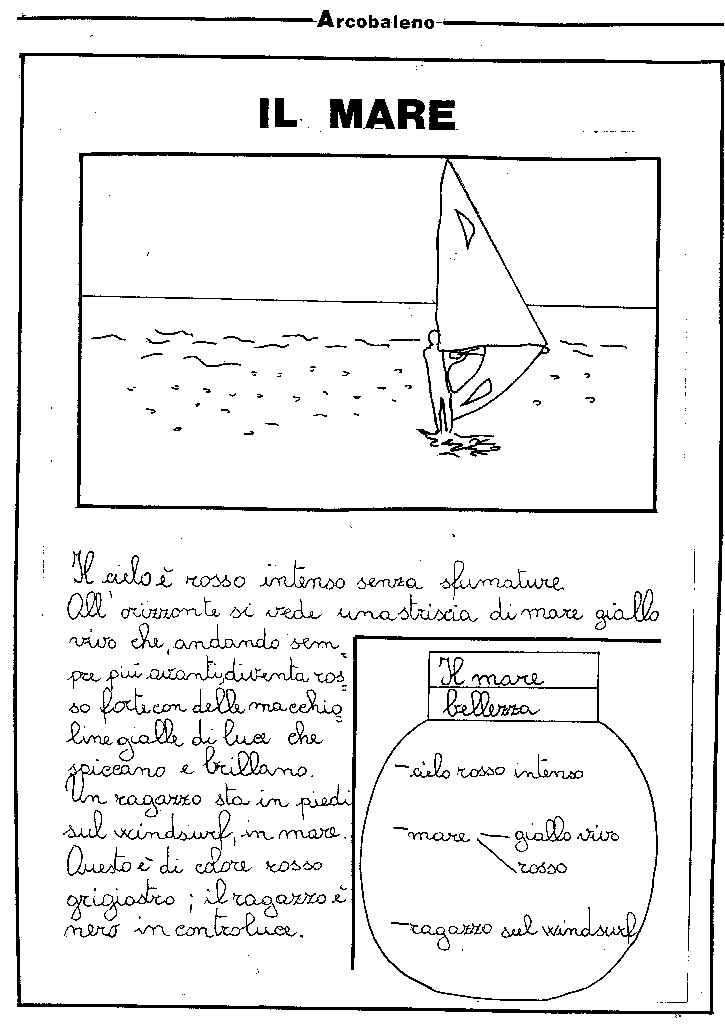 Arcobaleno
IL MARE
Il cielo è rosso intenso senza sfumature.
All'orizzonte si vede una striscia di mare giallo
vivo che, andando sem-
pre più avanti, diventa ros-
so forte con delle macchio-
line gialle di luce che
spiccano e brillano.
Un ragazzo sta in piedi
sul windsurf, in mare.
Questo è di colore rosso
grigiastro ; il ragazzo è
nero in controluce.
Il mare
bellezza
- cielo rosso intenso
- mare - giallo vivo
rosso
- ragazzo sul windsurf